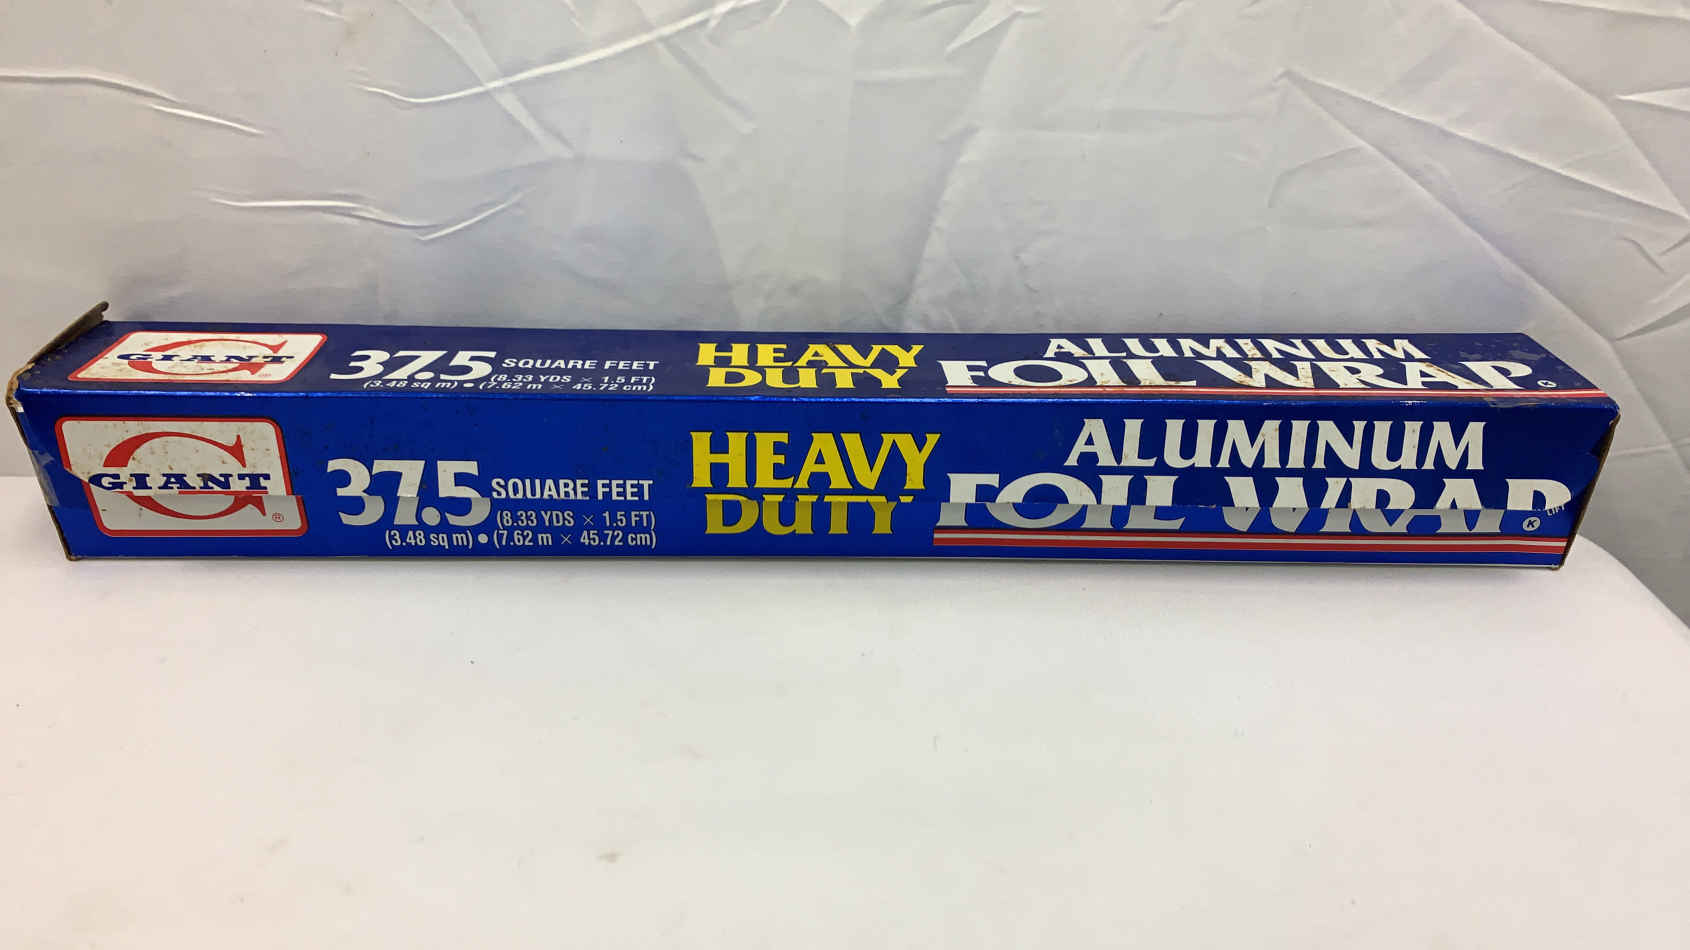 GIANT
®
37.5 SQUARE FEET
(8.33 YDS × 1.5 FT)
(3.48 sq m) • (7.62 m × 45.72 cm)
HEAVY
DUTY
ALUMINUM
FOIL WRAP
K
GIANT
®
37.5 SQUARE FEET
(8.33 YDS × 1.5 FT)
(3.48 sq m) • (7.62 m × 45.72 cm)
HEAVY
DUTY
ALUMINUM
FOIL WRAP
LIFT
K